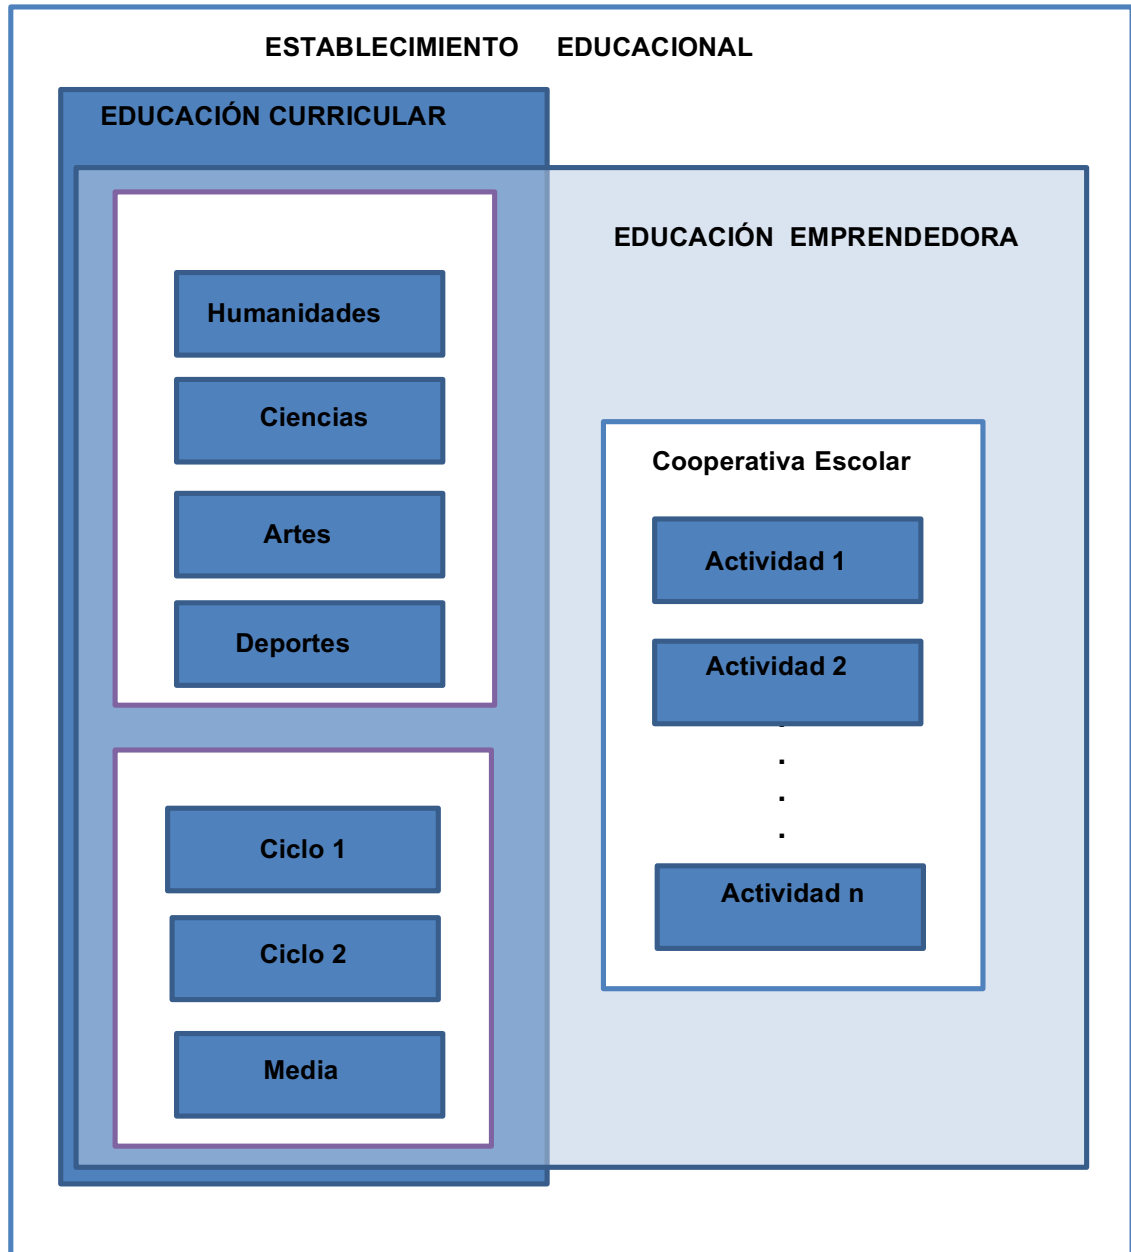 ESTABLECIMIENTO EDUCACIONAL
EDUCACIÓN CURRICULAR
EDUCACIÓN EMPRENDEDORA
Humanidades
Ciencias
Artes
Deportes
Ciclo 1
Ciclo 2
Media
Cooperativa Escolar
Actividad 1
Actividad 2
.
.
.
.
Actividad n